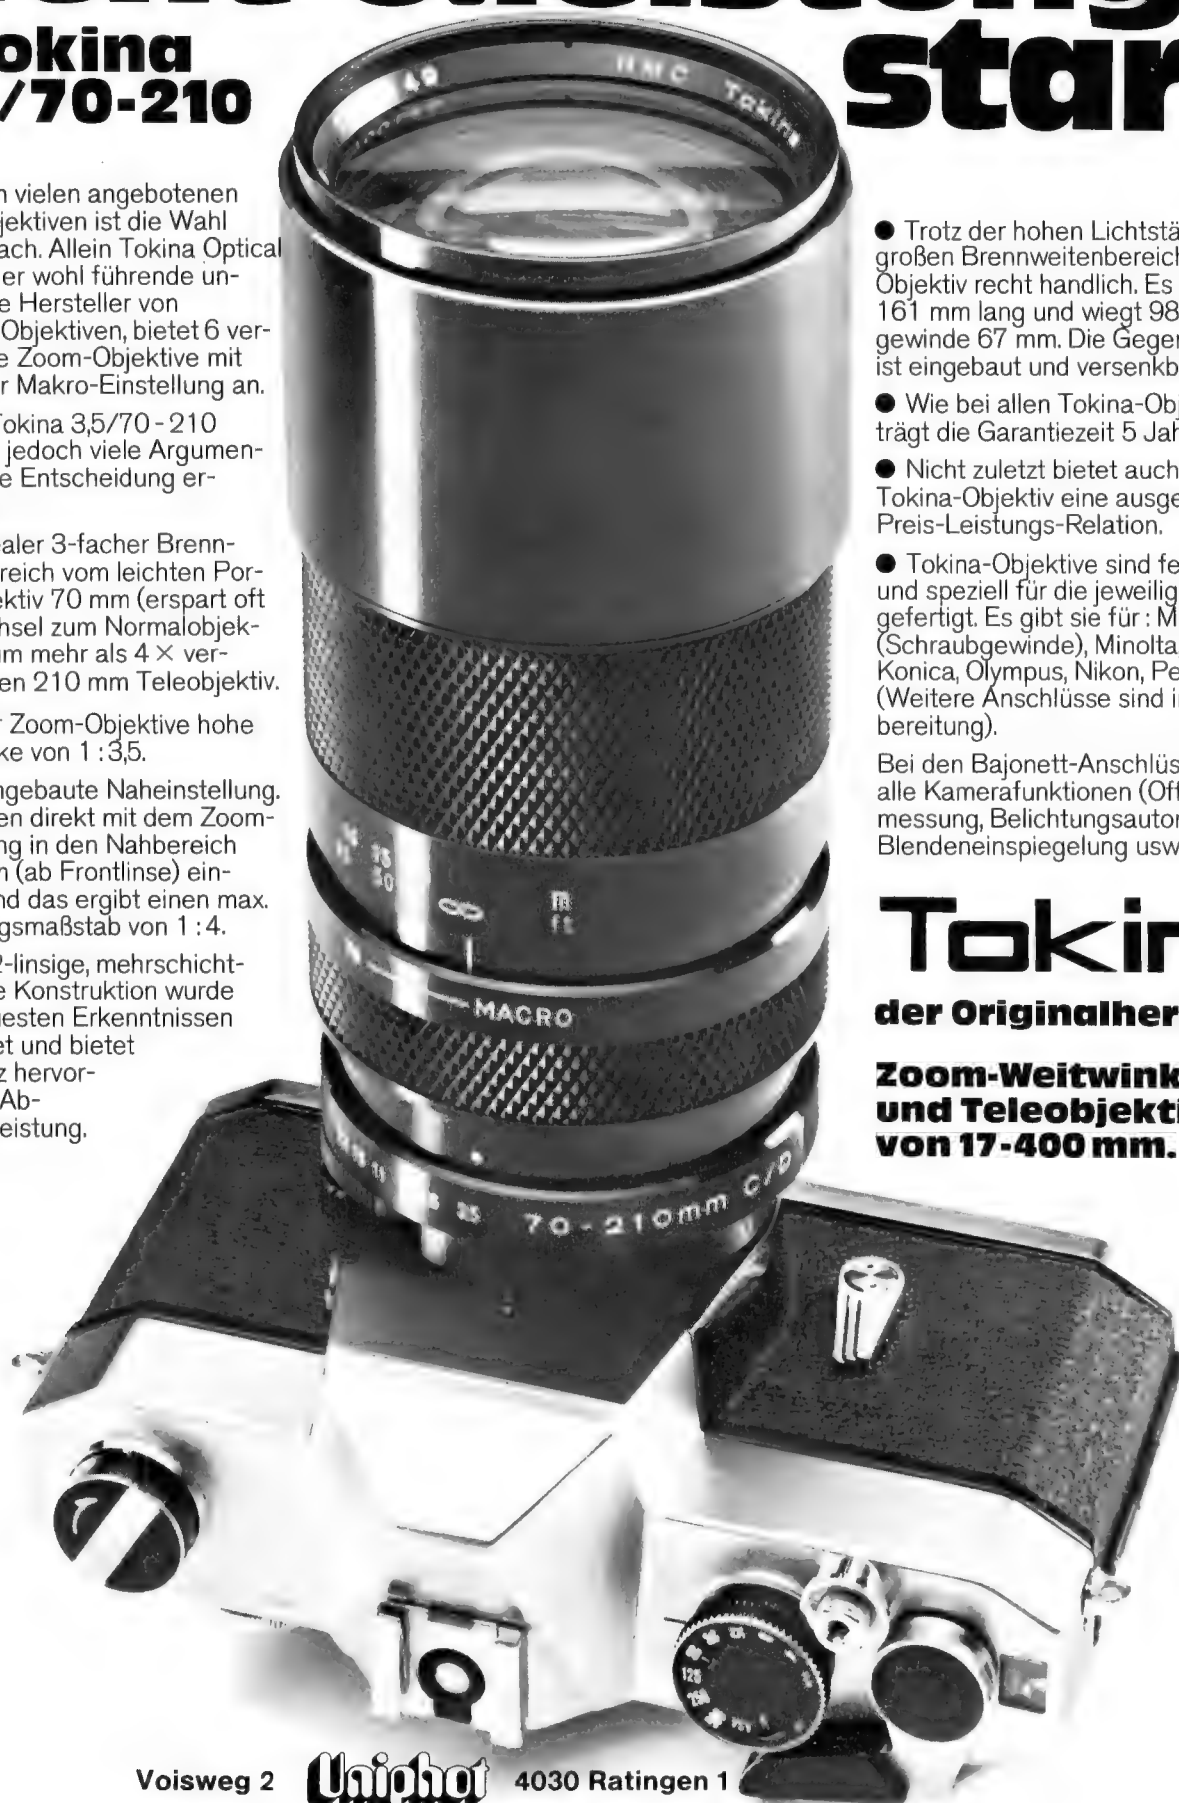 okina
/70-210
star
n vielen angebotenen
jektiven ist die Wahl
ach. Allein Tokina Optical
er wohl führende un-
e Hersteller von
Objektiven, bietet 6 ver-
e Zoom-Objektive mit
r Makro-Einstellung an.
Tokina 3,5/70-210
jedoch viele Argumen-
e Entscheidung er-
ealer 3-facher Brenn-
reich vom leichten Por-
ektiv 70 mm (erspart oft
hsel zum Normalobjek-
um mehr als 4 × ver-
en 210 mm Teleobjektiv.
r Zoom-Objektive hohe
ke von 1 : 3,5.
ngebaute Naheinstellung.
en direkt mit dem Zoom-
ng in den Nahbereich
n (ab Frontlinse) ein-
nd das ergibt einen max.
gsmaßstab von 1 : 4.
2-linsige, mehrschicht-
e Konstruktion wurde
uesten Erkenntnissen
et und bietet
z hervor-
Ab-
eistung.
● Trotz der hohen Lichtstä
großen Brennweitenbereich
Objektiv recht handlich. Es
161 mm lang und wiegt 98
gewinde 67 mm. Die Gegen
ist eingebaut und versenkb
● Wie bei allen Tokina-Obj
trägt die Garantiezeit 5 Jah
● Nicht zuletzt bietet auch
Tokina-Objektiv eine ausge
Preis-Leistungs-Relation.
● Tokina-Objektive sind fe
und speziell für die jeweilig
gefertigt. Es gibt sie für : M
(Schraubgewinde), Minolta,
Konica, Olympus, Nikon, Pe
(Weitere Anschlüsse sind i
bereitung).
Bei den Bajonett-Anschlüs
alle Kamerafunktionen (Off
messung, Belichtungsautor
Blendeneinspiegelung usw
Tokin
der Originalher
Zoom-Weitwink
und Teleobjekti
von 17-400 mm.
49 HMC Tokina
∞ m
ft
MACRO
70-210mm C/D
125
250
Voisweg 2 Uniphot 4030 Ratingen 1